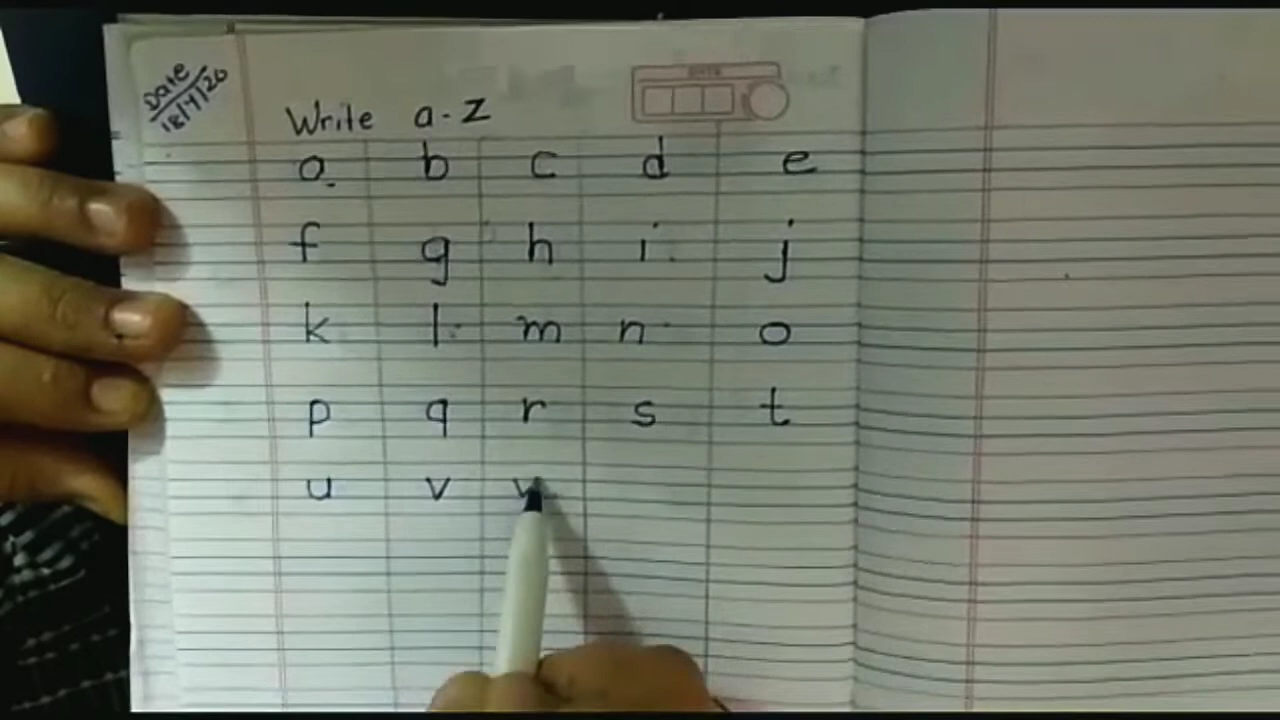 Date
18/4/20
Write a-z
a b c d e
f g h i j
k l m n o
p q r s t
u v w